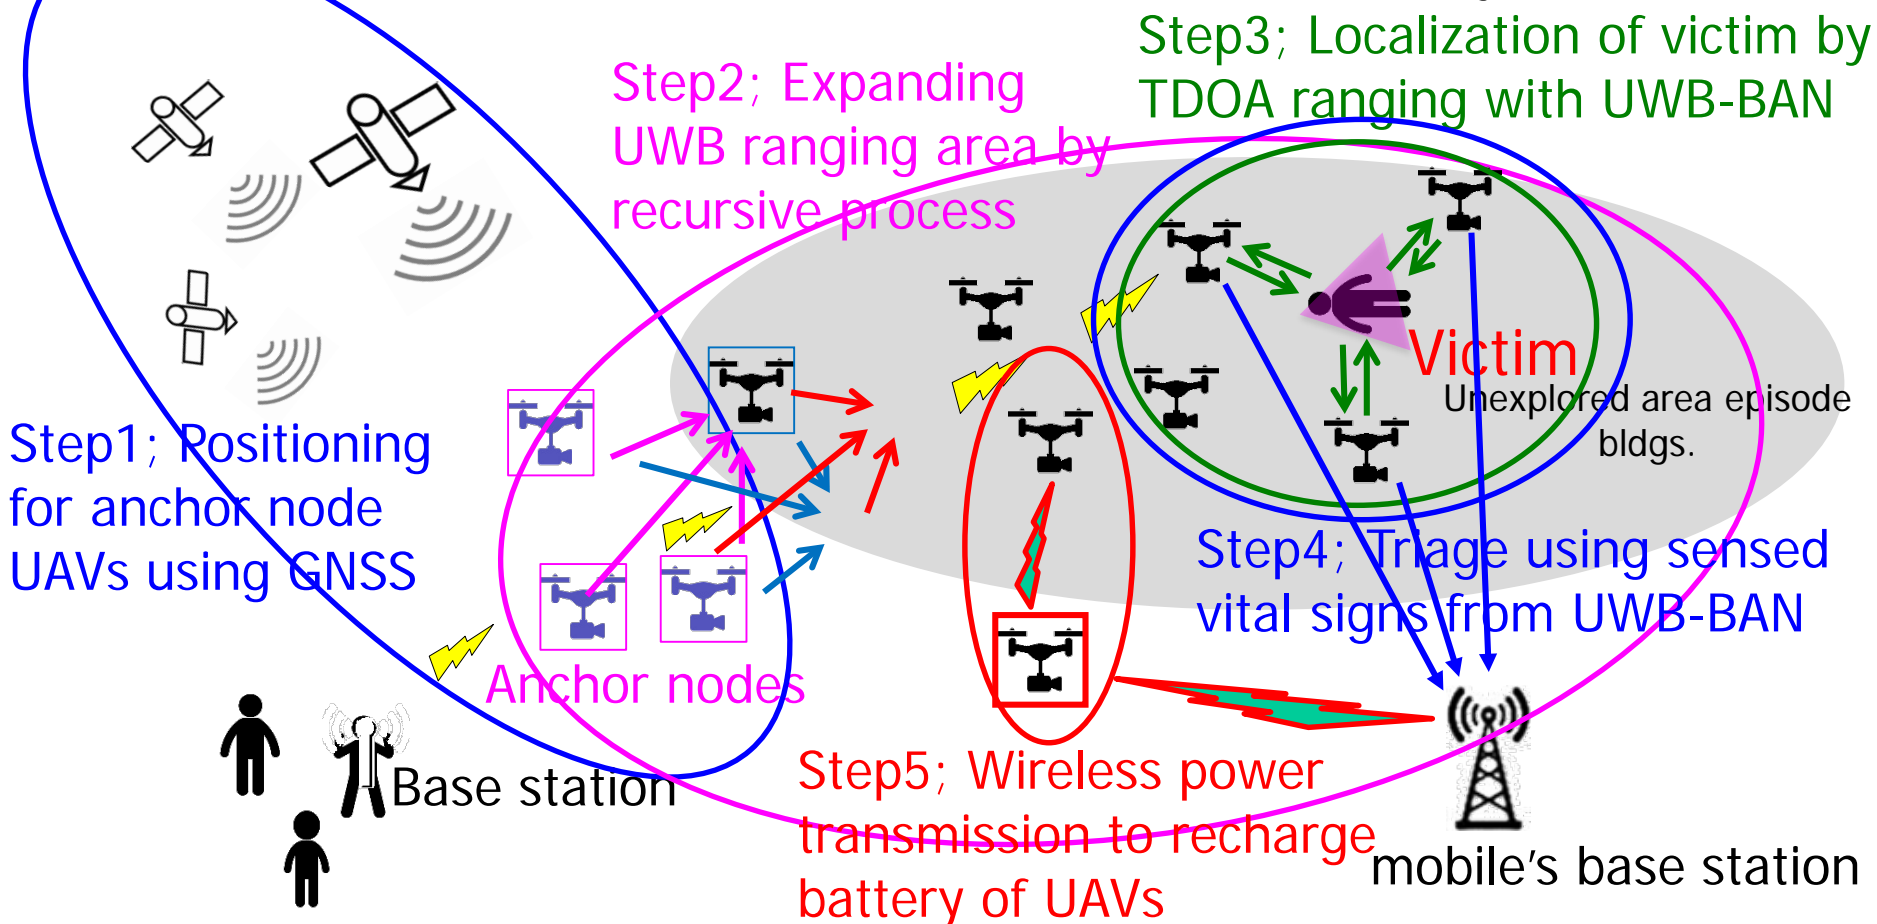 Step3; Localization of victim by
TDOA ranging with UWB-BAN
Step2; Expanding
UWB ranging area by
recursive process
Victim
Unexplored area episode
bldgs.
Step1; Positioning
for anchor node
UAVs using GNSS
Step4; Triage using sensed
vital signs from UWB-BAN
Anchor nodes
Base station
Step5; Wireless power
transmission to recharge
battery of UAVs
mobile's base station